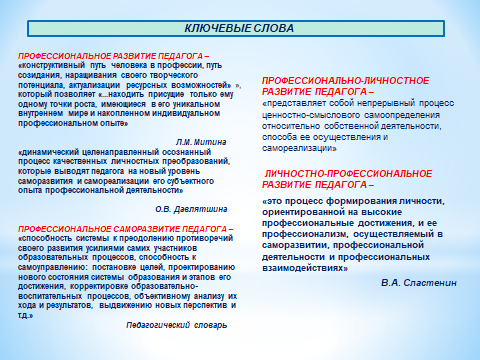 КЛЮЧЕВЫЕ СЛОВА
ПРОФЕССИОНАЛЬНОЕ РАЗВИТИЕ ПЕДАГОГА –
«конструктивный путь человека в профессии, путь
созидания, наращивания своего творческого
потенциала, актуализации ресурсных возможностей» »,
который позволяет «...находить присущие только ему
одному точки роста, имеющиеся в его уникальном
внутреннем мире и накопленном индивидуальном
профессиональном опыте»
Л.М. Митина
«динамический целенаправленный осознанный
процесс качественных личностных преобразований,
которые выводят педагога на новый уровень
саморазвития и самореализации его субъектного
опыта профессиональной деятельности»
О.В. Давлятшина
ПРОФЕССИОНАЛЬНОЕ САМОРАЗВИТИЕ ПЕДАГОГА –
«способность системы к преодолению противоречий
своего развития усилиями самих участников
образовательных процессов, способность к
самоуправлению: постановке целей, проектированию
нового состояния системы образования и этапов его
достижения, корректировке образовательно-
воспитательных процессов, объективному анализу их
хода и результатов, выдвижению новых перспектив и
т.д.»
Педагогический словарь
ПРОФЕССИОНАЛЬНО-ЛИЧНОСТНОЕ
РАЗВИТИЕ ПЕДАГОГА –
«представляет собой непрерывный процесс
ценностно-смыслового самоопределения
относительно собственной деятельности,
способа ее осуществления и
самореализации»
ЛИЧНОСТНО-ПРОФЕССИОНАЛЬНОЕ
РАЗВИТИЕ ПЕДАГОГА –
«это процесс формирования личности,
ориентированной на высокие
профессиональные достижения, и ее
профессионализм, осуществляемый в
саморазвитии, профессиональной
деятельности и профессиональных
взаимодействиях»
В.А. Сластенин